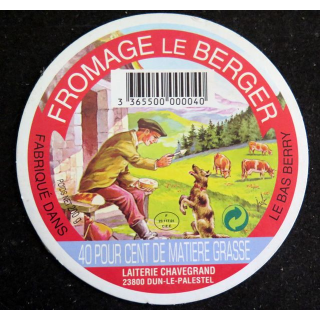 FROMAGE LE BERGER
3 365500 000040
FABRIQUÉ DANS
LE BAS BERRY
40 POUR CENT DE MATIÈRE GRASSE
LAITERIE CHAVEGRAND
23800 DUN-LE-PALESTEL